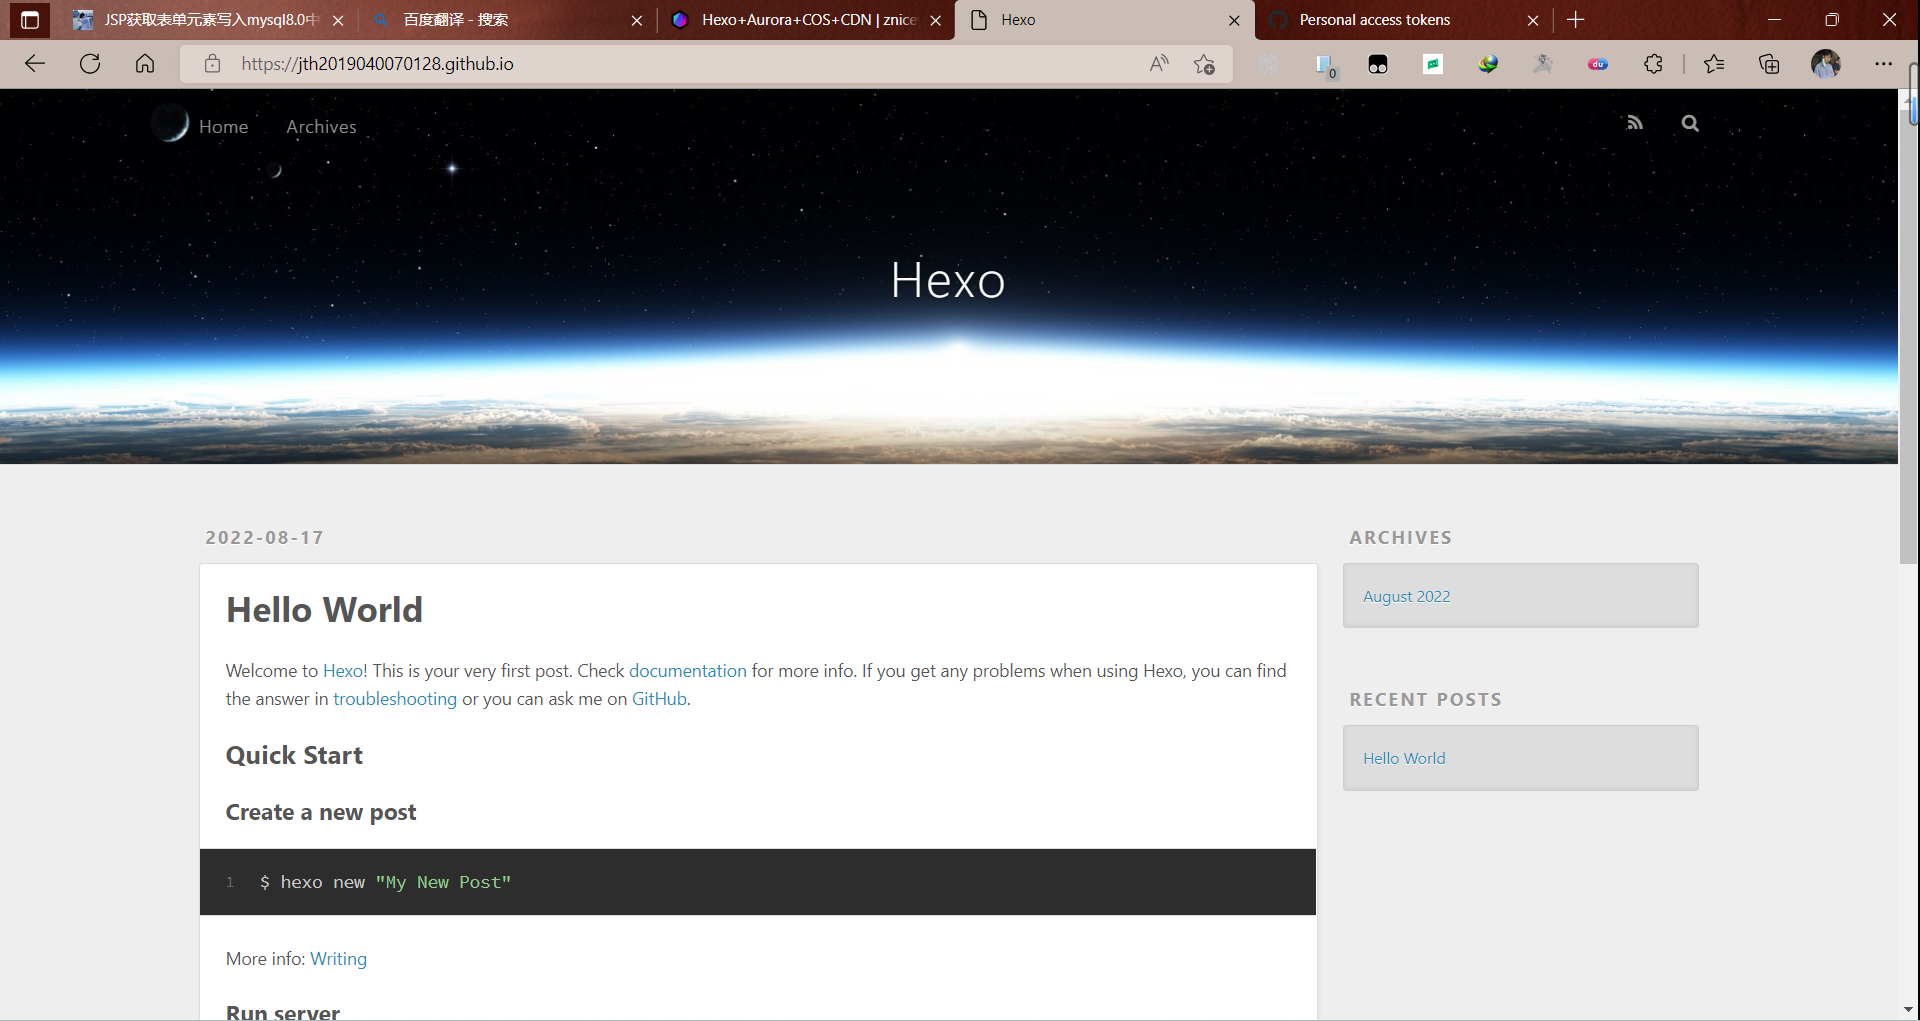 JSP获取表单元素写入mysql8.0中
百度翻译 - 搜索
Hexo+Aurora+COS+CDN | znice
Hexo
Personal access tokens
https://jth2019040070128.github.io
0
du
Home
Archives
Hexo
2022-08-17
Hello World
Welcome to Hexo! This is your very first post. Check documentation for more info. If you get any problems when using Hexo, you can find
the answer in troubleshooting or you can ask me on GitHub.
Quick Start
Create a new post
1 $ hexo new "My New Post"
More info: Writing
Run server
ARCHIVES
August 2022
RECENT POSTS
Hello World